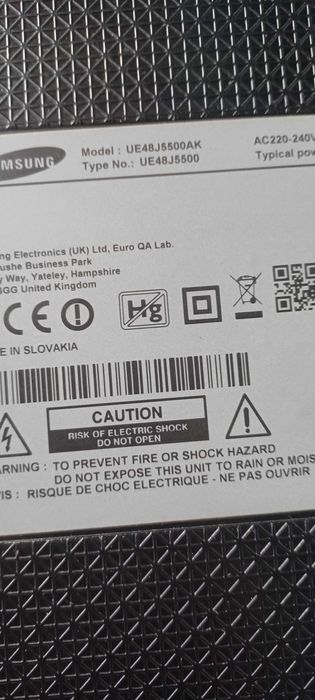 MSUNG
Model : UE48J5500AK
Type No.: UE48J5500
AC220-240V
Typical pow
ng Electronics (UK) Ltd, Euro QA Lab.
ushe Business Park
y Way, Yateley, Hampshire
GG United Kingdom
CE
Hg
E IN SLOVAKIA
CAUTION
RISK OF ELECTRIC SHOCK
DO NOT OPEN
ARNING : TO PREVENT FIRE OR SHOCK HAZARD
DO NOT EXPOSE THIS UNIT TO RAIN OR MOIS
IS : RISQUE DE CHOC ELECTRIQUE - NE PAS OUVRIR